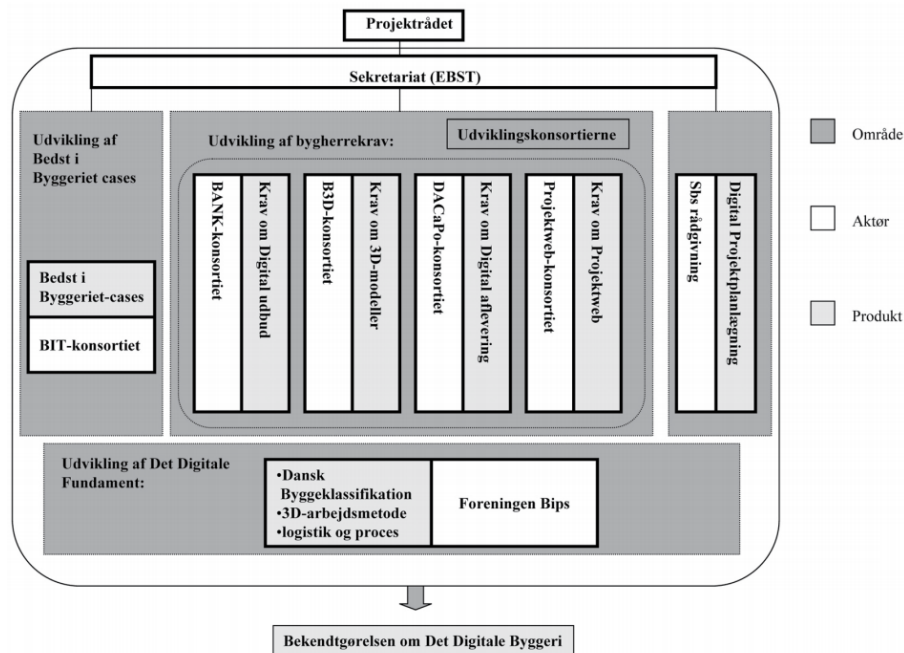 Projektrådet
Sekretariat (EBST)
Udvikling af
Bedst i
Byggeriet cases
Bedst i
Byggeriet-cases
BIT-konsortiet
Udvikling af bygherrekrav:
Udviklingskonsortierne
BANK-konsortiet
Krav om Digital udbud
B3D-konsortiet
Krav om 3D-modeller
DACaPo-konsortiet
Krav om Digital aflevering
Projektweb-konsortiet
Krav om Projektweb
Sbs rådgivning
Digital Projektplanlægning
Område
Aktør
Produkt
Udvikling af Det Digitale
Fundament:
•Dansk
Byggeklassifikation
•3D-arbejdsmetode
•logistik og proces
Foreningen Bips
Bekendtgørelsen om Det Digitale Byggeri